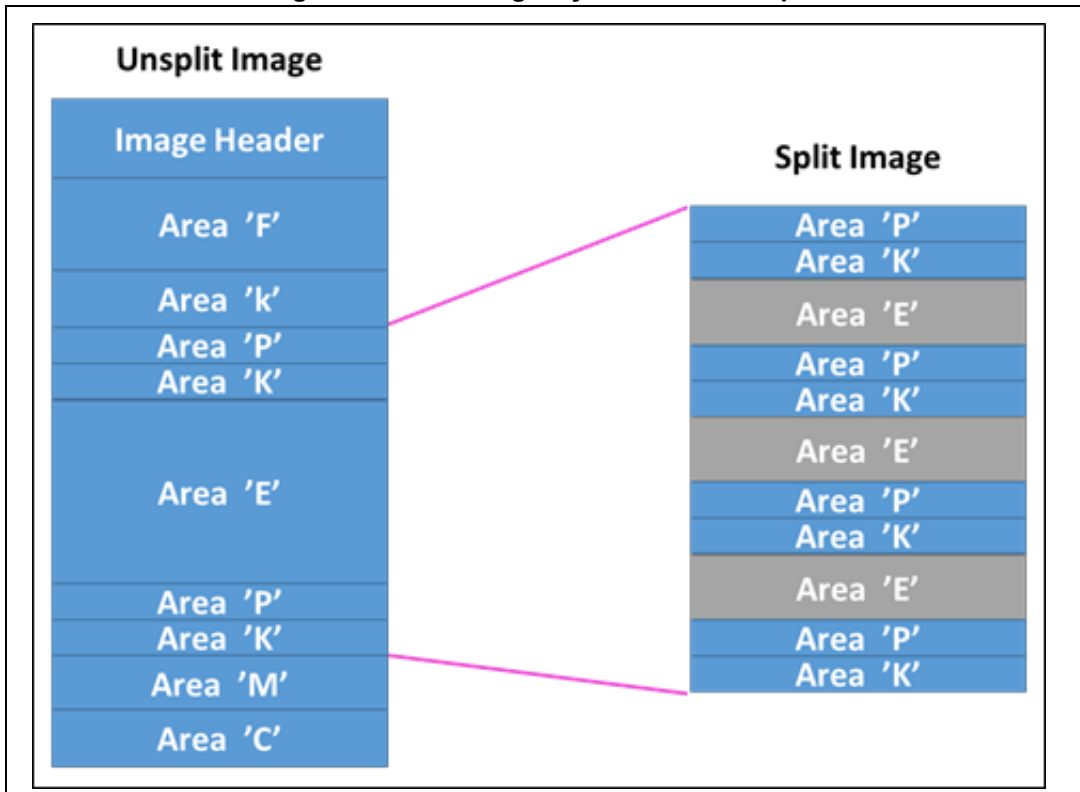 Unsplit Image
Image Header
Area ’F’
Area ’k’
Area ’P’
Area ’K’
Area ’E’
Area ’P’
Area ’K’
Area ’M’
Area ’C’
Split Image
Area ’P’
Area ’K’
Area ’E’
Area ’P’
Area ’K’
Area ’E’
Area ’P’
Area ’K’
Area ’E’
Area ’P’
Area ’K’